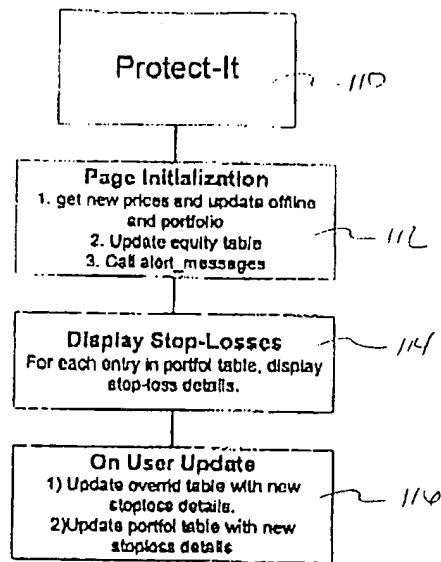 Protect-It
110
Page Initialization
1. get new prices and update offline
and portfolio
2. Update equity table
3. Call alert_messages
112
Display Stop-Losses
For each entry in portfol table, display
stop-loss details.
114
On User Update
1) Update overrid table with new
stoploss details.
2)Update portfol table with new
stoploss details
116